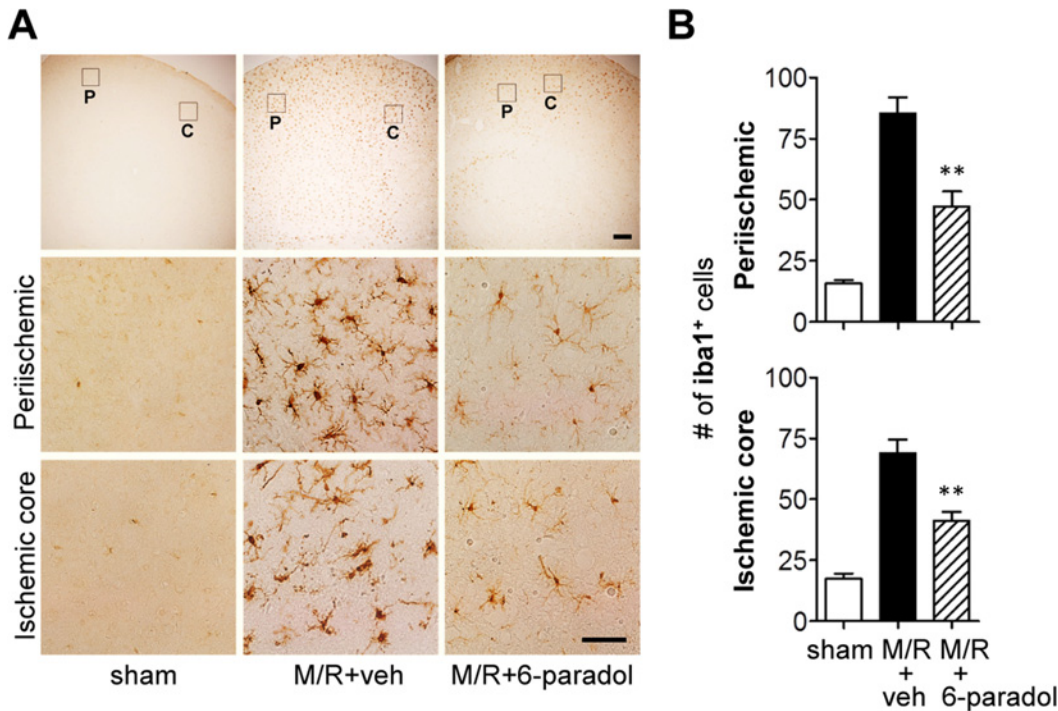 A
P
C
P
C
P
C
Periischemic
Ischemic core
sham
M/R+veh
M/R+6-paradol
B
# of iba1⁺ cells
Periischemic
100
75
50
25
0
**
Ischemic core
100
75
50
25
0
**
sham
M/R
+
veh
M/R
+
6-paradol